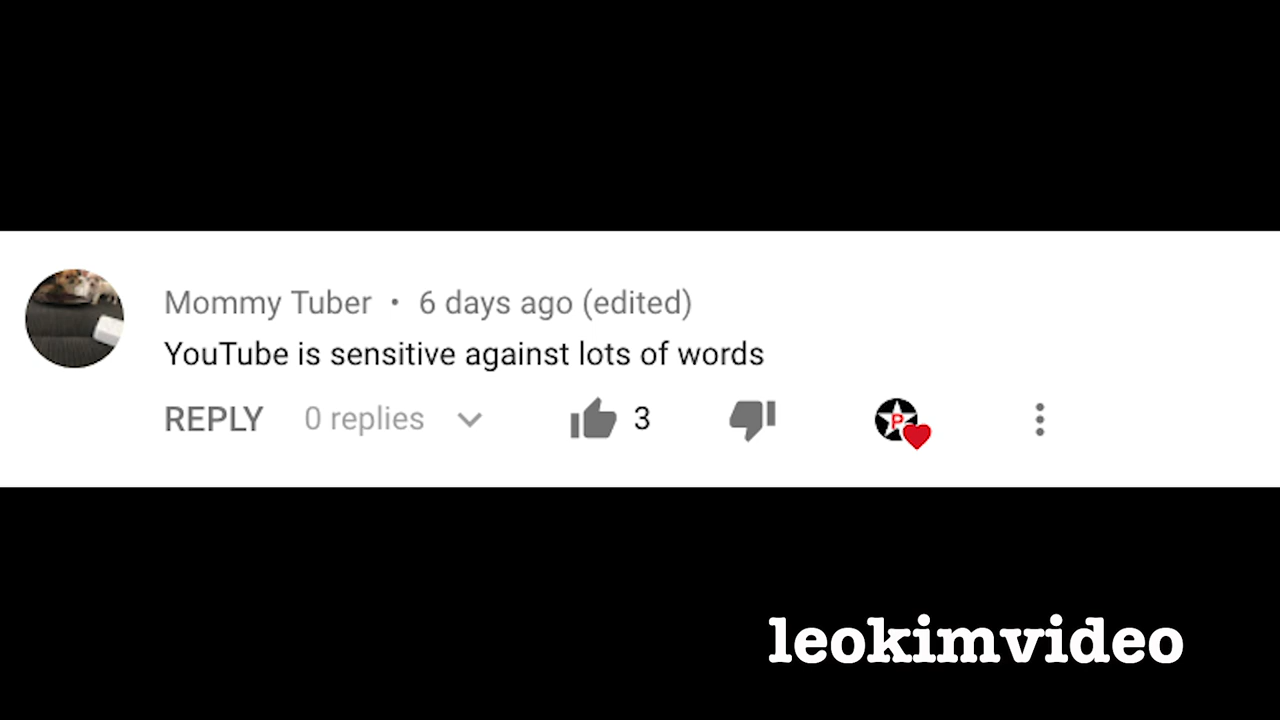 Mommy Tuber • 6 days ago (edited)
YouTube is sensitive against lots of words
REPLY 0 replies 3 P
leokimvideo